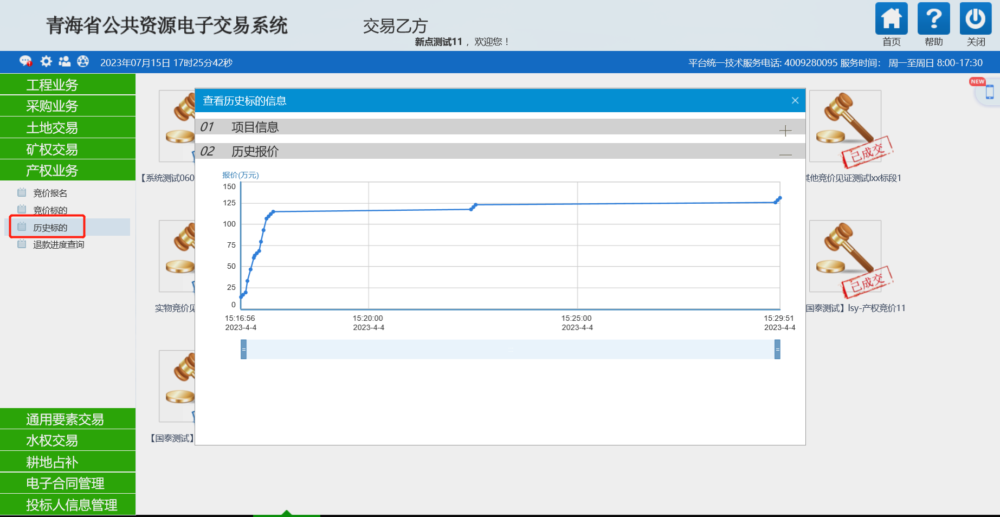 青海省公共资源电子交易系统
交易乙方
新点测试11 ，欢迎您！
首页
帮助
关闭
2023年07月15日 17时25分42秒
平台统一技术服务电话: 4009280095 服务时间： 周一至周日 8:00-17:30
工程业务
采购业务
土地交易
矿权交易
产权业务
竞价报名
竞价标的
历史标的
退款进度查询
通用要素交易
水权交易
耕地占补
电子合同管理
投标人信息管理
NEW
查看历史标的信息
01 项目信息
02 历史报价
报价(万元)
150
125
100
75
50
25
0
15:16:56
2023-4-4
15:20:00
2023-4-4
15:25:00
2023-4-4
15:29:51
2023-4-4
【系统测试060
实物竞价见
【国泰测试】
已成交
其他竞价见证测试lxx标段1
已成交
国泰测试】lsy-产权竞价11